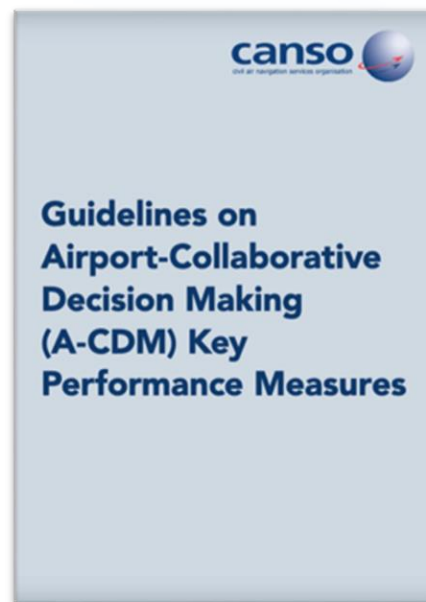 canso
civil air navigation services organisation
Guidelines on
Airport-Collaborative
Decision Making
(A-CDM) Key
Performance Measures